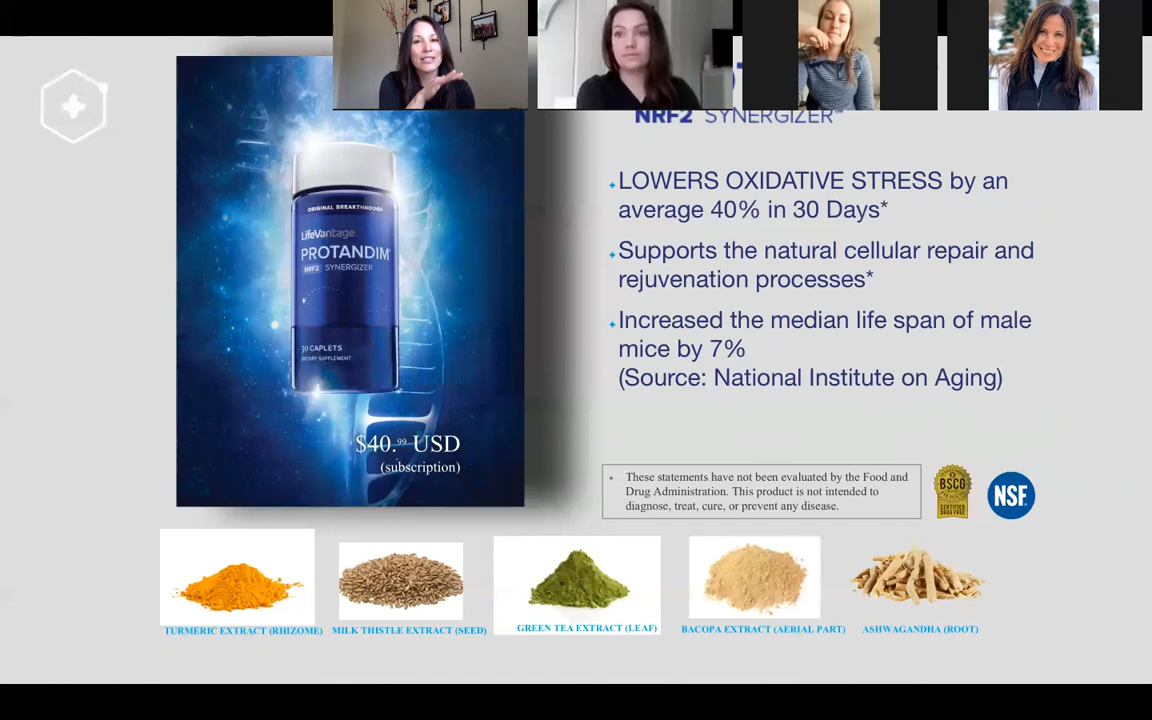 NRF2 SYNERGIZER™
LOWERS OXIDATIVE STRESS by an
average 40% in 30 Days*
Supports the natural cellular repair and
rejuvenation processes*
Increased the median life span of male
mice by 7%
(Source: National Institute on Aging)
ORIGINAL BREAKTHROUGH
LifeVantage
PROTANDIM®
NRF2 SYNERGIZER
30 CAPLETS
DIETARY SUPPLEMENT
$40.99 USD
(subscription)
These statements have not been evaluated by the Food and
Drug Administration. This product is not intended to
diagnose, treat, cure, or prevent any disease.
BSCG
CERTIFIED
DRUG FREE
NSF
TURMERIC EXTRACT (RHIZOME)
MILK THISTLE EXTRACT (SEED)
GREEN TEA EXTRACT (LEAF)
BACOPA EXTRACT (AERIAL PART)
ASHWAGANDHA (ROOT)